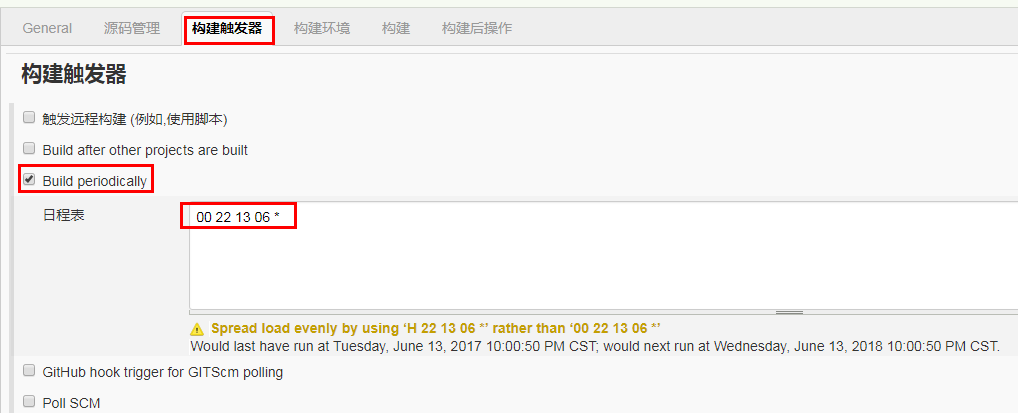 General 源码管理 构建触发器 构建环境 构建 构建后操作
构建触发器
触发远程构建 (例如,使用脚本)
Build after other projects are built
Build periodically
日程表
00 22 13 06 *
Spread load evenly by using ‘H 22 13 06 *’ rather than ‘00 22 13 06 *’
Would last have run at Tuesday, June 13, 2017 10:00:50 PM CST; would next run at Wednesday, June 13, 2018 10:00:50 PM CST.
GitHub hook trigger for GITScm polling
Poll SCM